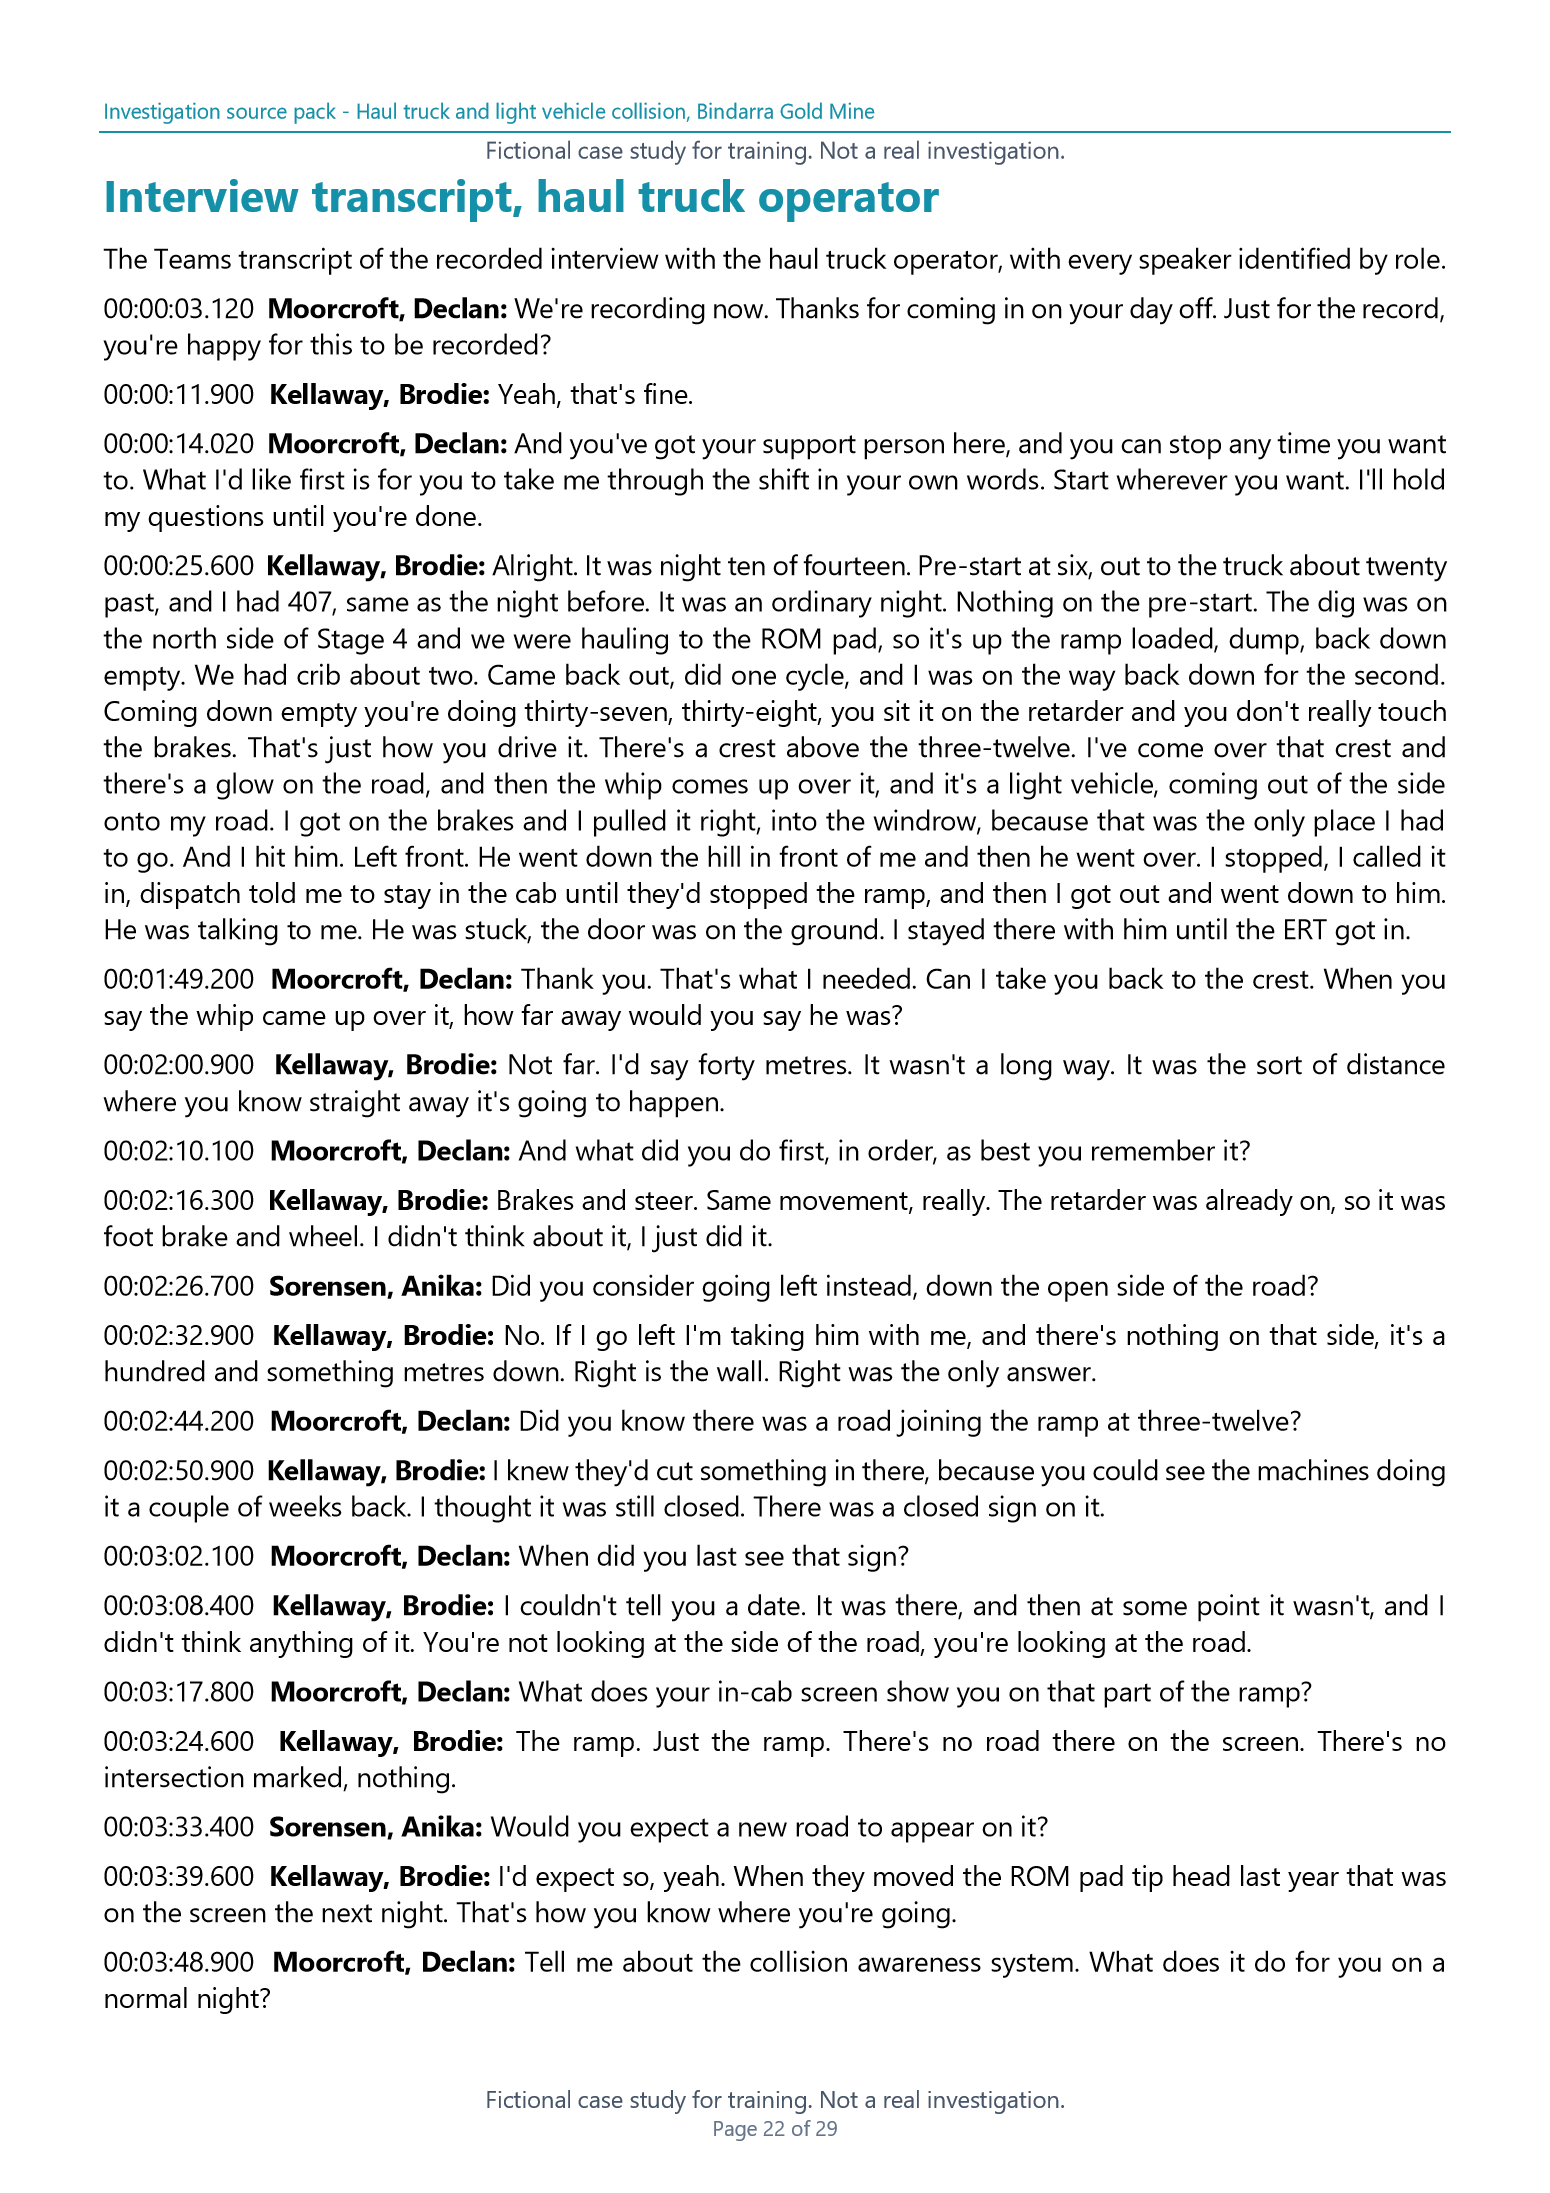 Investigation source pack - Haul truck and light vehicle collision, Bindarra Gold Mine
Fictional case study for training. Not a real investigation.
Interview transcript, haul truck operator
The Teams transcript of the recorded interview with the haul truck operator, with every speaker identified by role.
00:00:03.120 Moorcroft, Declan: We're recording now. Thanks for coming in on your day off. Just for the record,
you're happy for this to be recorded?
00:00:11.900 Kellaway, Brodie: Yeah, that's fine.
00:00:14.020 Moorcroft, Declan: And you've got your support person here, and you can stop any time you want
to. What I'd like first is for you to take me through the shift in your own words. Start wherever you want. I'll hold
my questions until you're done.
00:00:25.600 Kellaway, Brodie: Alright. It was night ten of fourteen. Pre-start at six, out to the truck about twenty
past, and I had 407, same as the night before. It was an ordinary night. Nothing on the pre-start. The dig was on
the north side of Stage 4 and we were hauling to the ROM pad, so it's up the ramp loaded, dump, back down
empty. We had crib about two. Came back out, did one cycle, and I was on the way back down for the second.
Coming down empty you're doing thirty-seven, thirty-eight, you sit it on the retarder and you don't really touch
the brakes. That's just how you drive it. There's a crest above the three-twelve. I've come over that crest and
there's a glow on the road, and then the whip comes up over it, and it's a light vehicle, coming out of the side
onto my road. I got on the brakes and I pulled it right, into the windrow, because that was the only place I had
to go. And I hit him. Left front. He went down the hill in front of me and then he went over. I stopped, I called it
in, dispatch told me to stay in the cab until they'd stopped the ramp, and then I got out and went down to him.
He was talking to me. He was stuck, the door was on the ground. I stayed there with him until the ERT got in.
00:01:49.200 Moorcroft, Declan: Thank you. That's what I needed. Can I take you back to the crest. When you
say the whip came up over it, how far away would you say he was?
00:02:00.900 Kellaway, Brodie: Not far. I'd say forty metres. It wasn't a long way. It was the sort of distance
where you know straight away it's going to happen.
00:02:10.100 Moorcroft, Declan: And what did you do first, in order, as best you remember it?
00:02:16.300 Kellaway, Brodie: Brakes and steer. Same movement, really. The retarder was already on, so it was
foot brake and wheel. I didn't think about it, I just did it.
00:02:26.700 Sorensen, Anika: Did you consider going left instead, down the open side of the road?
00:02:32.900 Kellaway, Brodie: No. If I go left I'm taking him with me, and there's nothing on that side, it's a
hundred and something metres down. Right is the wall. Right was the only answer.
00:02:44.200 Moorcroft, Declan: Did you know there was a road joining the ramp at three-twelve?
00:02:50.900 Kellaway, Brodie: I knew they'd cut something in there, because you could see the machines doing
it a couple of weeks back. I thought it was still closed. There was a closed sign on it.
00:03:02.100 Moorcroft, Declan: When did you last see that sign?
00:03:08.400 Kellaway, Brodie: I couldn't tell you a date. It was there, and then at some point it wasn't, and I
didn't think anything of it. You're not looking at the side of the road, you're looking at the road.
00:03:17.800 Moorcroft, Declan: What does your in-cab screen show you on that part of the ramp?
00:03:24.600 Kellaway, Brodie: The ramp. Just the ramp. There's no road there on the screen. There's no
intersection marked, nothing.
00:03:33.400 Sorensen, Anika: Would you expect a new road to appear on it?
00:03:39.600 Kellaway, Brodie: I'd expect so, yeah. When they moved the ROM pad tip head last year that was
on the screen the next night. That's how you know where you're going.
00:03:48.900 Moorcroft, Declan: Tell me about the collision awareness system. What does it do for you on a
normal night?
Fictional case study for training. Not a real investigation.
Page 22 of 29